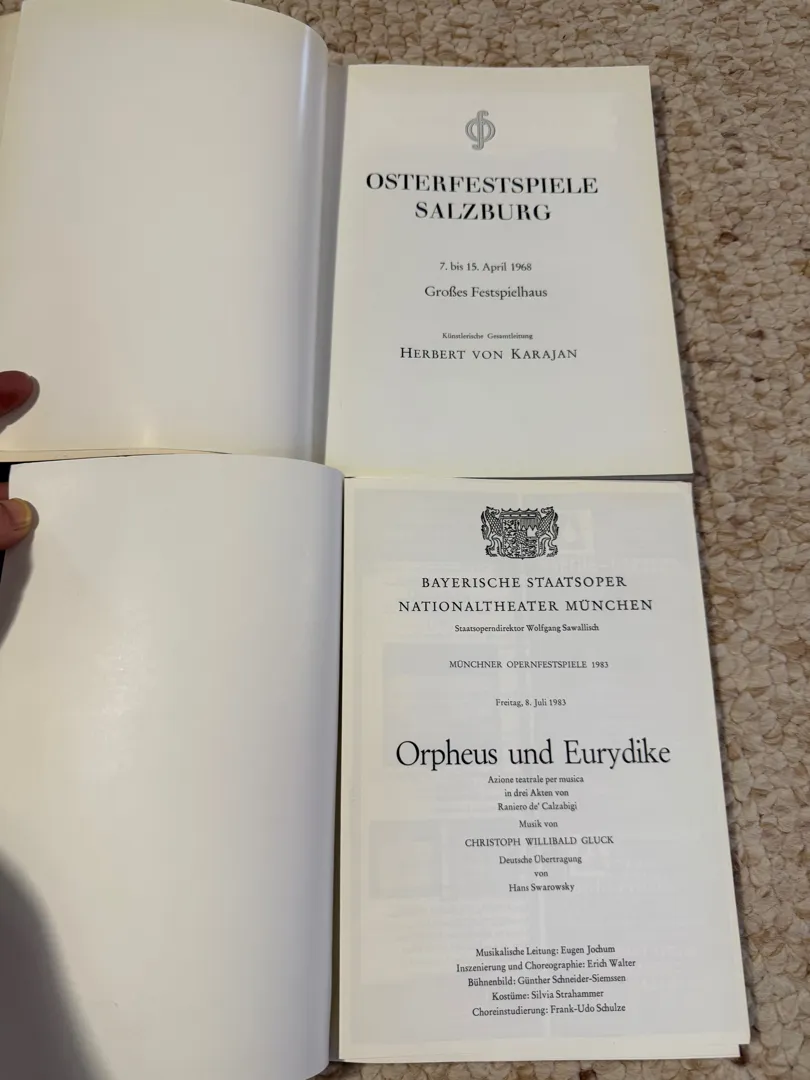 OSTERFESTSPIELE
SALZBURG
7. bis 15. April 1968
Großes Festspielhaus
Künstlerische Gesamtleitung
HERBERT VON KARAJAN
BAYERISCHE STAATSOPER
NATIONALTHEATER MÜNCHEN
Staatsoperndirektor Wolfgang Sawallisch
MÜNCHNER OPERNFESTSPIELE 1983
Freitag, 8. Juli 1983
Orpheus und Eurydike
Azione teatrale per musica
in drei Akten von
Raniero de' Calzabigi
Musik von
CHRISTOPH WILLIBALD GLUCK
Deutsche Übertragung
von
Hans Swarowsky
Musikalische Leitung: Eugen Jochum
Inszenierung und Choreographie: Erich Walter
Bühnenbild: Günther Schneider-Siemssen
Kostüme: Silvia Strahammer
Choreinstudierung: Frank-Udo Schulze